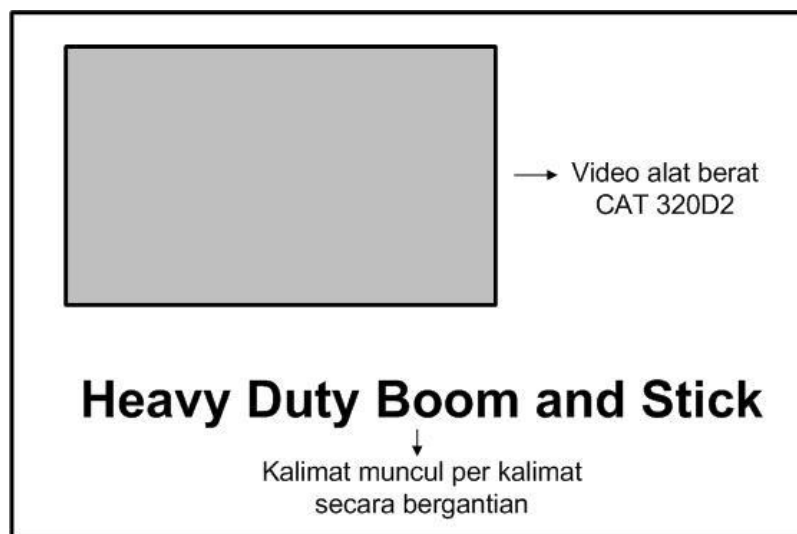 Video alat berat
CAT 320D2
Heavy Duty Boom and Stick
Kalimat muncul per kalimat
secara bergantian